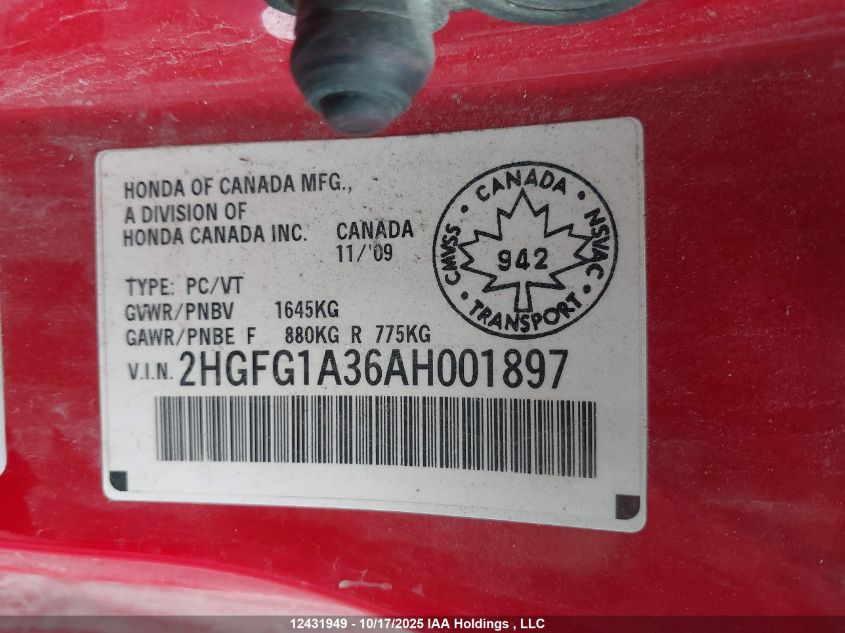 HONDA OF CANADA MFG.,
A DIVISION OF
HONDA CANADA INC. CANADA
11/'09
TYPE: PC/VT
GVWR/PNBV 1645KG
GAWR/PNBE F 880KG R 775KG
V.I.N. 2HGFG1A36AH001897
CANADA
CMVSS
NSVAC
942
TRANSPORT
12431949 - 10/17/2025 IAA Holdings , LLC